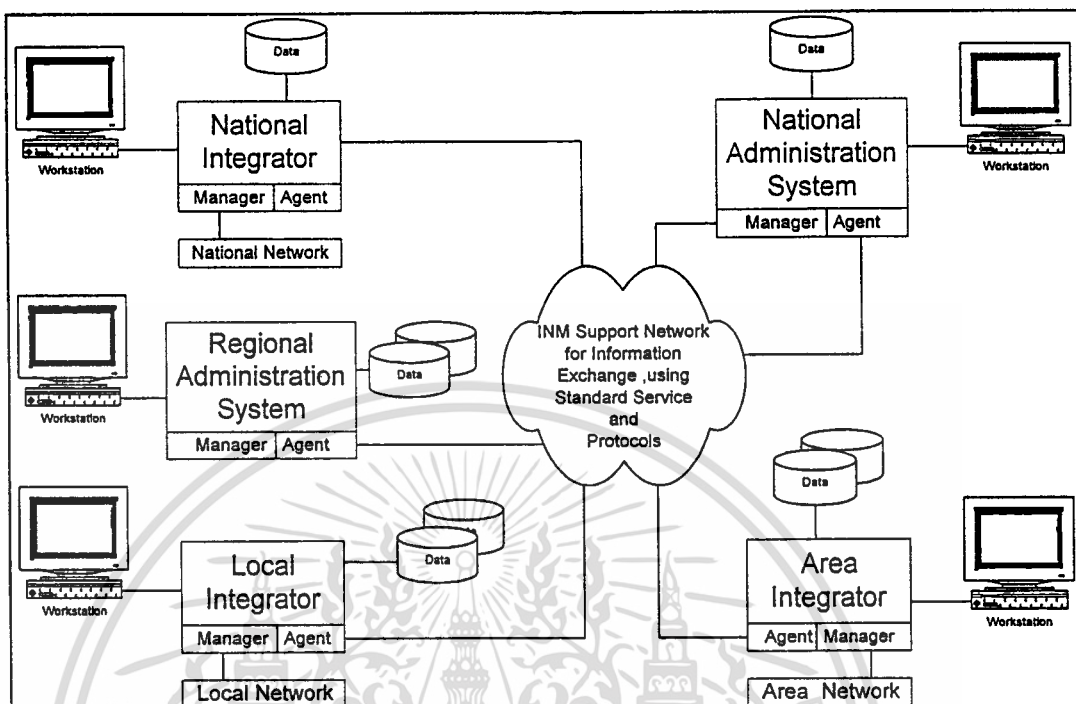 Data
National
Integrator
Manager Agent
National Network
Workstation
Data
National
Administration
System
Manager Agent
Workstation
Regional
Administration
System
Manager Agent
Data
Workstation
INM Support Network
for Information
Exchange ,using
Standard Service
and
Protocols
Local
Integrator
Manager Agent
Local Network
Data
Workstation
Data
Area
Integrator
Agent Manager
Area Network
Workstation